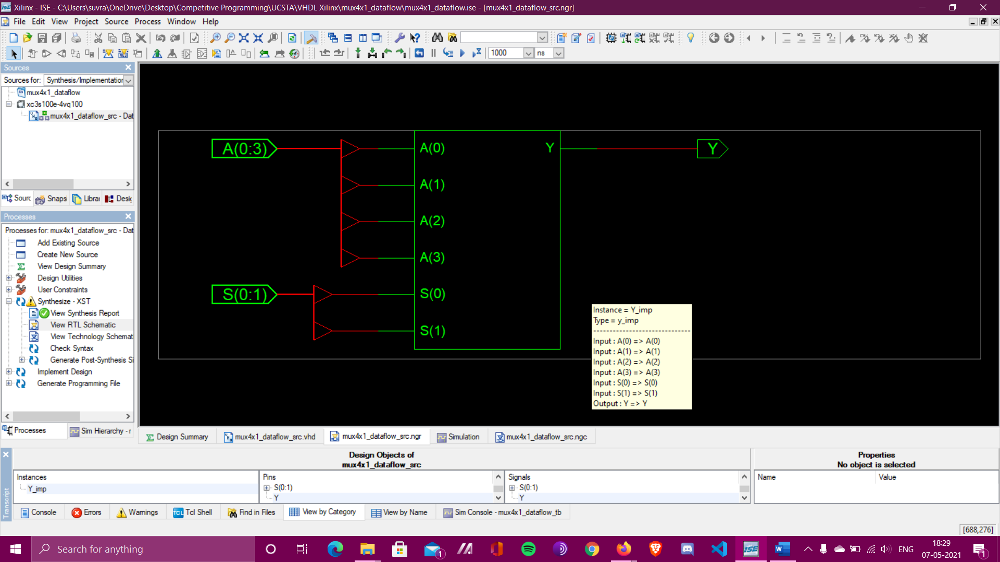 Xilinx - ISE - C:\Users\suvra\OneDrive\Desktop\Competitive Programming\UCSTA\VHDL Xilinx\mux4x1_dataflow\mux4x1_dataflow.ise - [mux4x1_dataflow_src.ngr]
File Edit View Project Source Process Window Help
1000 ns
Sources
Sources for: Synthesis/Implementation
mux4x1_dataflow
xc3s100e-4vq100
mux4x1_dataflow_src - Dat
Sourc Snaps Librar Desig
Processes
Processes for: mux4x1_dataflow_src - Dat
Add Existing Source
Create New Source
View Design Summary
Design Utilities
User Constraints
Synthesize - XST
View Synthesis Report
View RTL Schematic
View Technology Schemat
Check Syntax
Generate Post-Synthesis Si
Implement Design
Generate Programming File
Processes Sim Hierarchy - r
A(0:3) A(0) Y Y
A(1)
A(2)
A(3)
S(0:1) S(0)
S(1)
Instance = Y_imp
Type = y_imp
------------------------------
Input : A(0) => A(0)
Input : A(1) => A(1)
Input : A(2) => A(2)
Input : A(3) => A(3)
Input : S(0) => S(0)
Input : S(1) => S(1)
Output : Y => Y
Design Summary mux4x1_dataflow_src.vhd mux4x1_dataflow_src.ngr Simulation mux4x1_dataflow_src.ngc
Transcript
Design Objects of
mux4x1_dataflow_src
Properties
No object is selected
Instances Pins Signals Name Value
Y_imp S(0:1) S(0:1)
Y Y
Console Errors Warnings TCL Tcl Shell Find in Files View by Category View by Name Sim Console - mux4x1_dataflow_tb
[688,276]
Search for anything
1 ISE ENG 18:29
07-05-2021 1